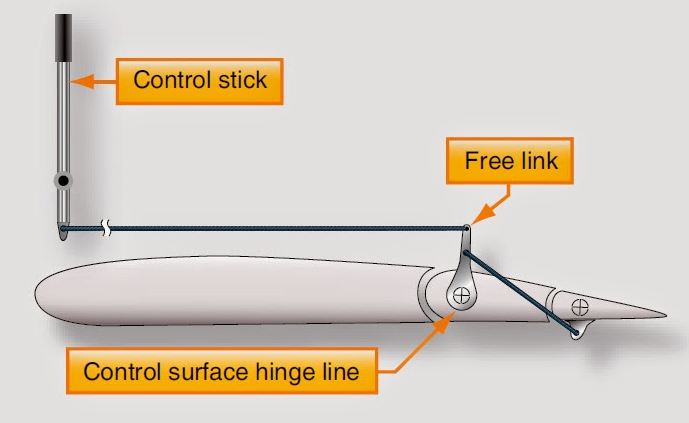 Control stick
Free link
Control surface hinge line